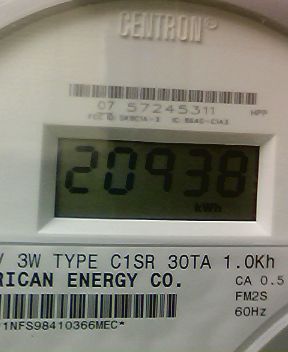 CENTRON®
07 57245311 HPP
20938
kWh
V 3W TYPE C1SR 30TA 1.0Kh
RICAN ENERGY CO.
CA 0.5
FM2S
60Hz
1NFS98410366MEC*